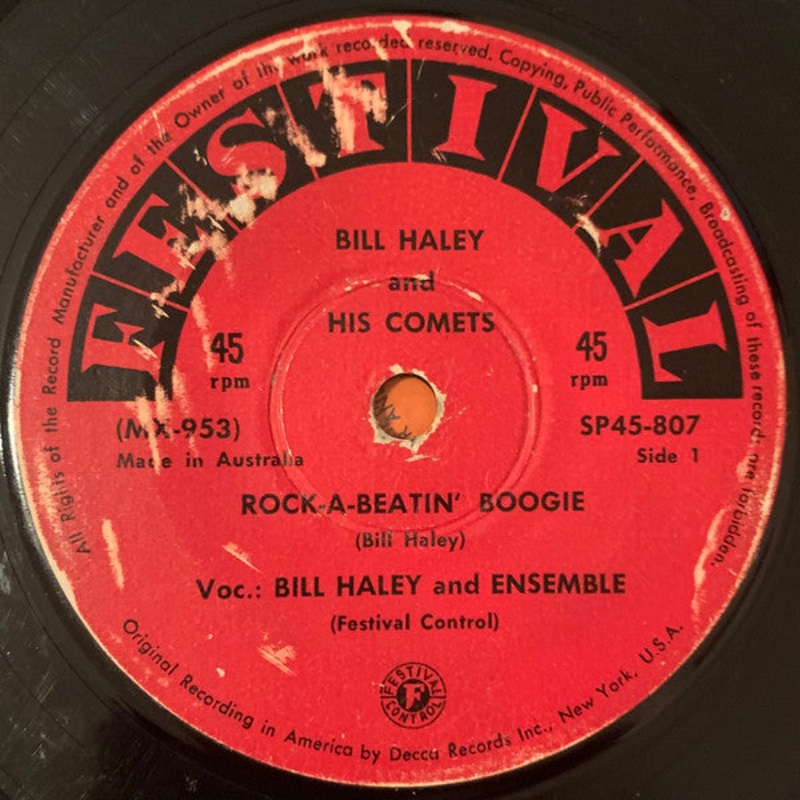 All Rights of the Record Manufacturer and of the Owner of the work recorded reserved. Copying, Public Performance, Broadcasting of these records are forbidden.
FESTIVAL
BILL HALEY
and
HIS COMETS
45 45
rpm rpm
(MX-953) SP45-807
Made in Australia Side 1
ROCK-A-BEATIN' BOOGIE
(Bill Haley)
Voc.: BILL HALEY and ENSEMBLE
(Festival Control)
FESTIVAL
F
CONTROL
Original Recording in America by Decca Records Inc., New York, U.S.A.